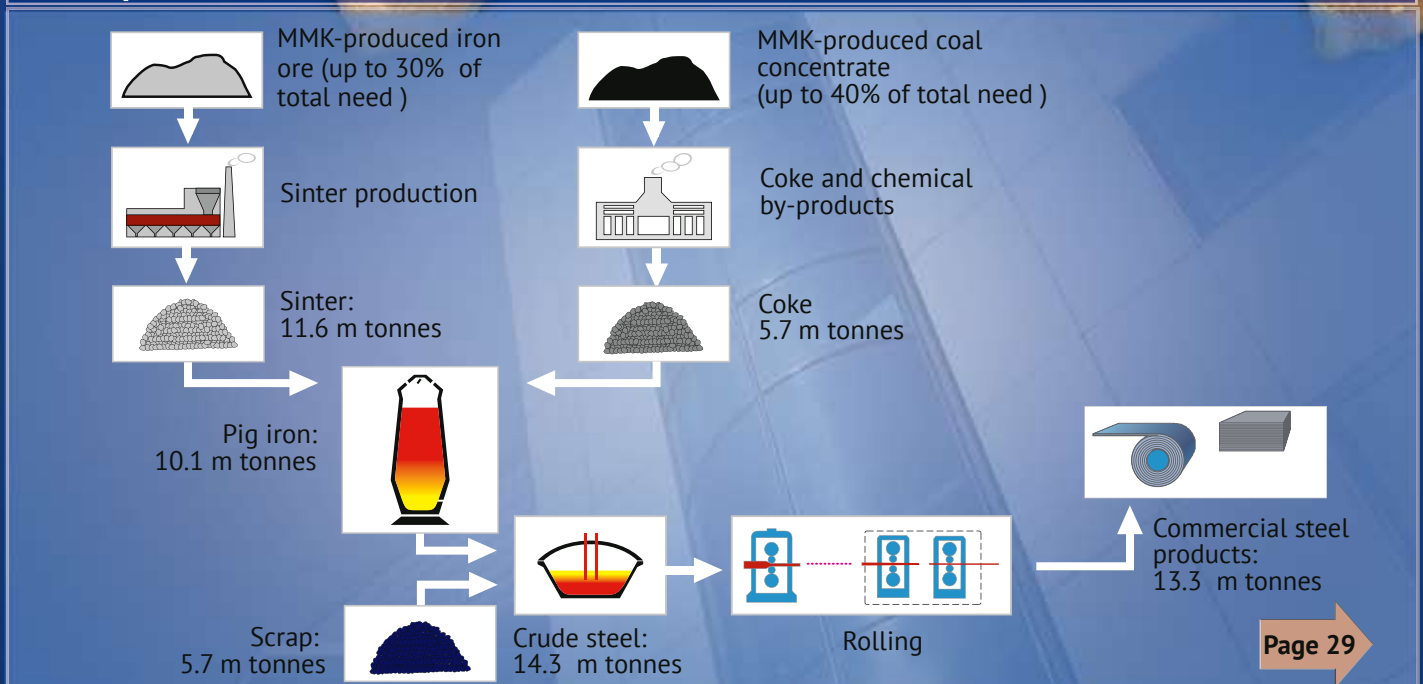 MMK-produced iron
ore (up to 30% of
total need )
MMK-produced coal
concentrate
(up to 40% of total need )
Sinter production
Coke and chemical
by-products
Sinter:
11.6 m tonnes
Coke
5.7 m tonnes
Pig iron:
10.1 m tonnes
Commercial steel
products:
13.3 m tonnes
Scrap:
5.7 m tonnes
Crude steel:
14.3 m tonnes
Rolling
Page 29